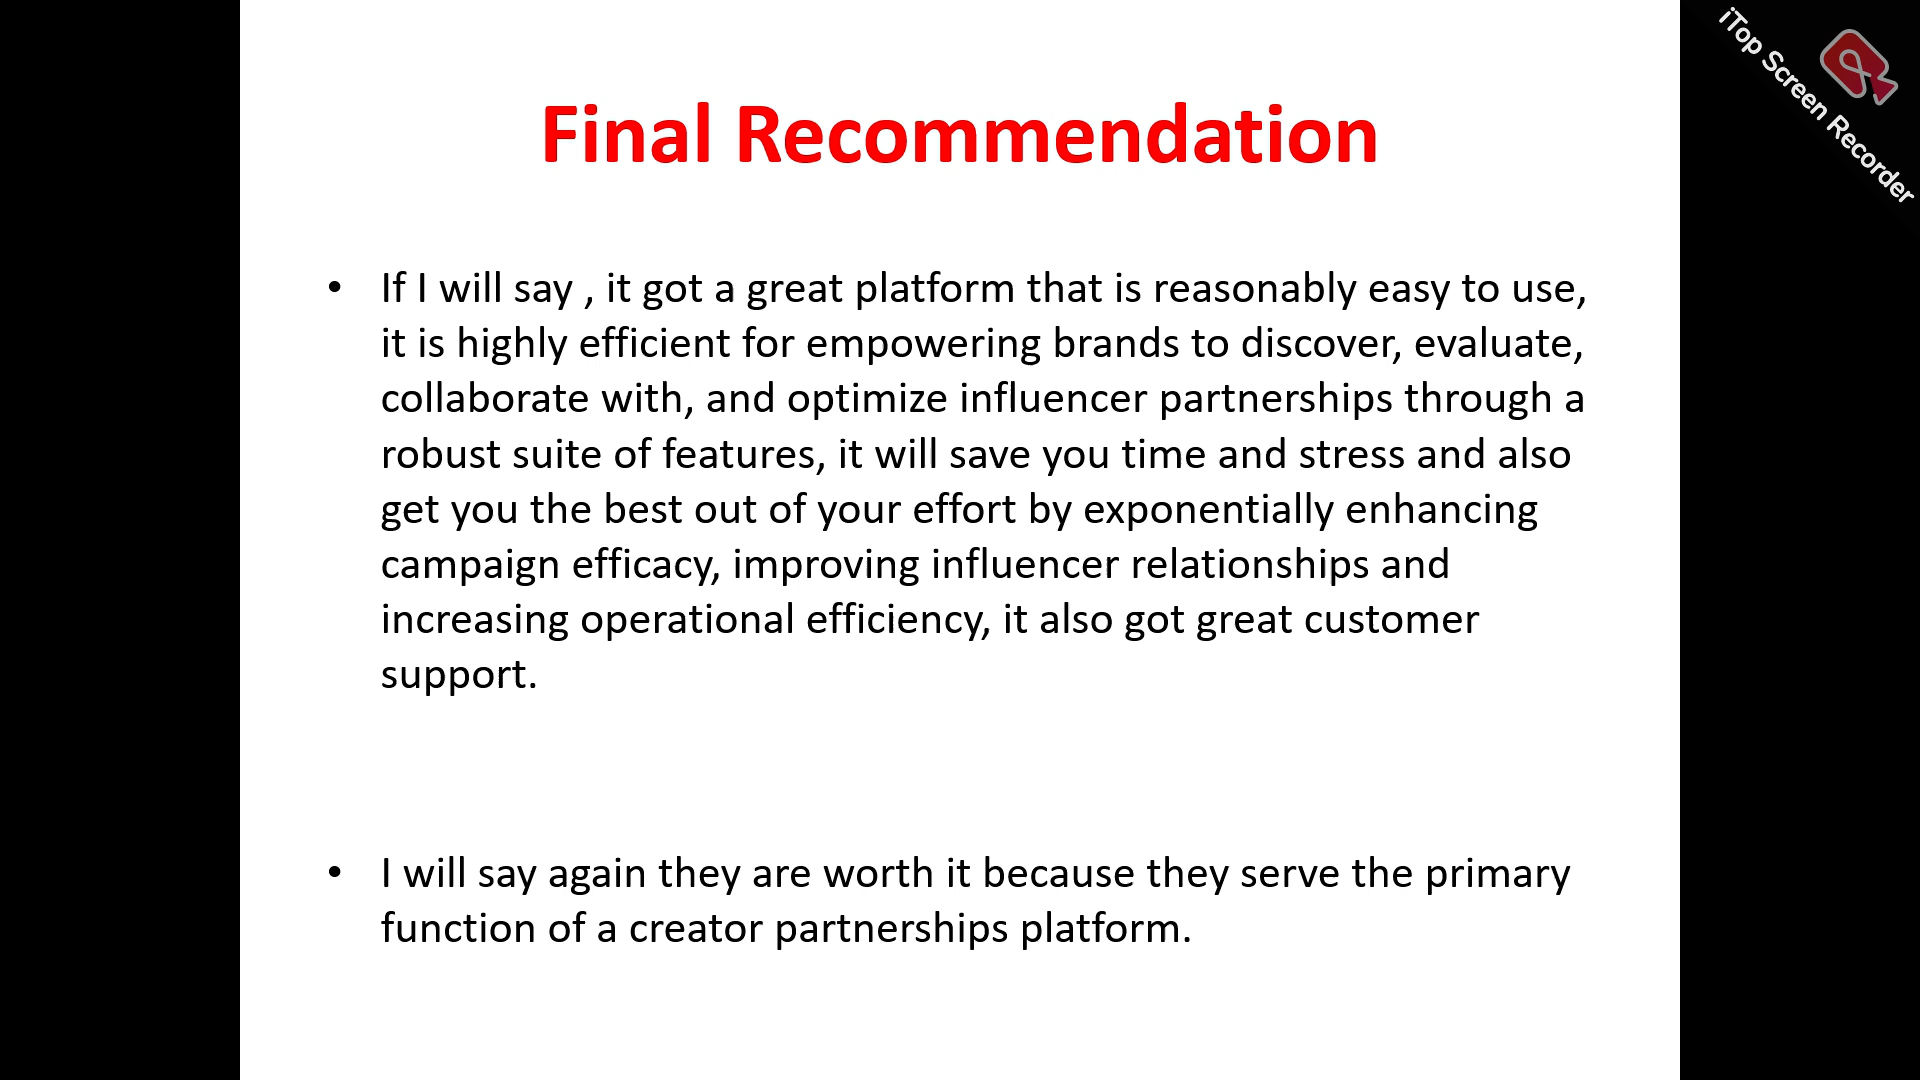 iTop Screen Recorder
Final Recommendation
• If I will say , it got a great platform that is reasonably easy to use,
it is highly efficient for empowering brands to discover, evaluate,
collaborate with, and optimize influencer partnerships through a
robust suite of features, it will save you time and stress and also
get you the best out of your effort by exponentially enhancing
campaign efficacy, improving influencer relationships and
increasing operational efficiency, it also got great customer
support.
• I will say again they are worth it because they serve the primary
function of a creator partnerships platform.